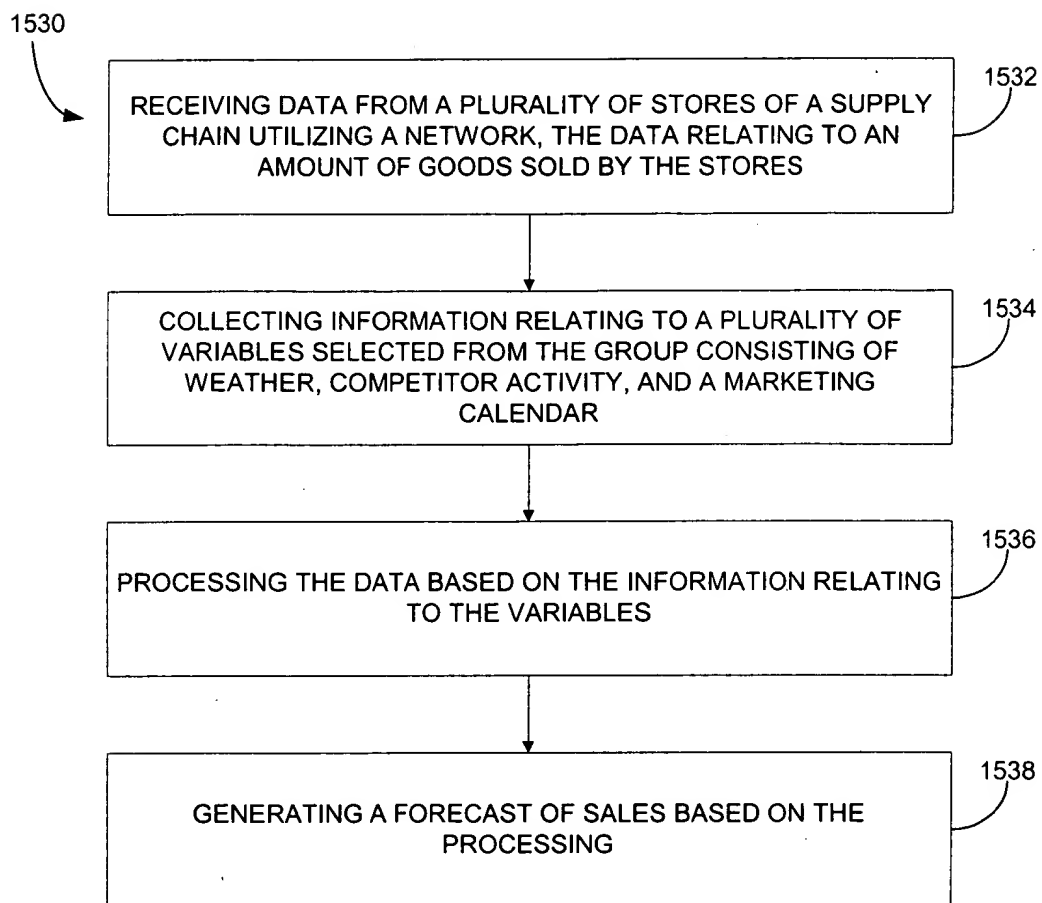 1530
1532
RECEIVING DATA FROM A PLURALITY OF STORES OF A SUPPLY
CHAIN UTILIZING A NETWORK, THE DATA RELATING TO AN
AMOUNT OF GOODS SOLD BY THE STORES
1534
COLLECTING INFORMATION RELATING TO A PLURALITY OF
VARIABLES SELECTED FROM THE GROUP CONSISTING OF
WEATHER, COMPETITOR ACTIVITY, AND A MARKETING
CALENDAR
1536
PROCESSING THE DATA BASED ON THE INFORMATION RELATING
TO THE VARIABLES
1538
GENERATING A FORECAST OF SALES BASED ON THE
PROCESSING